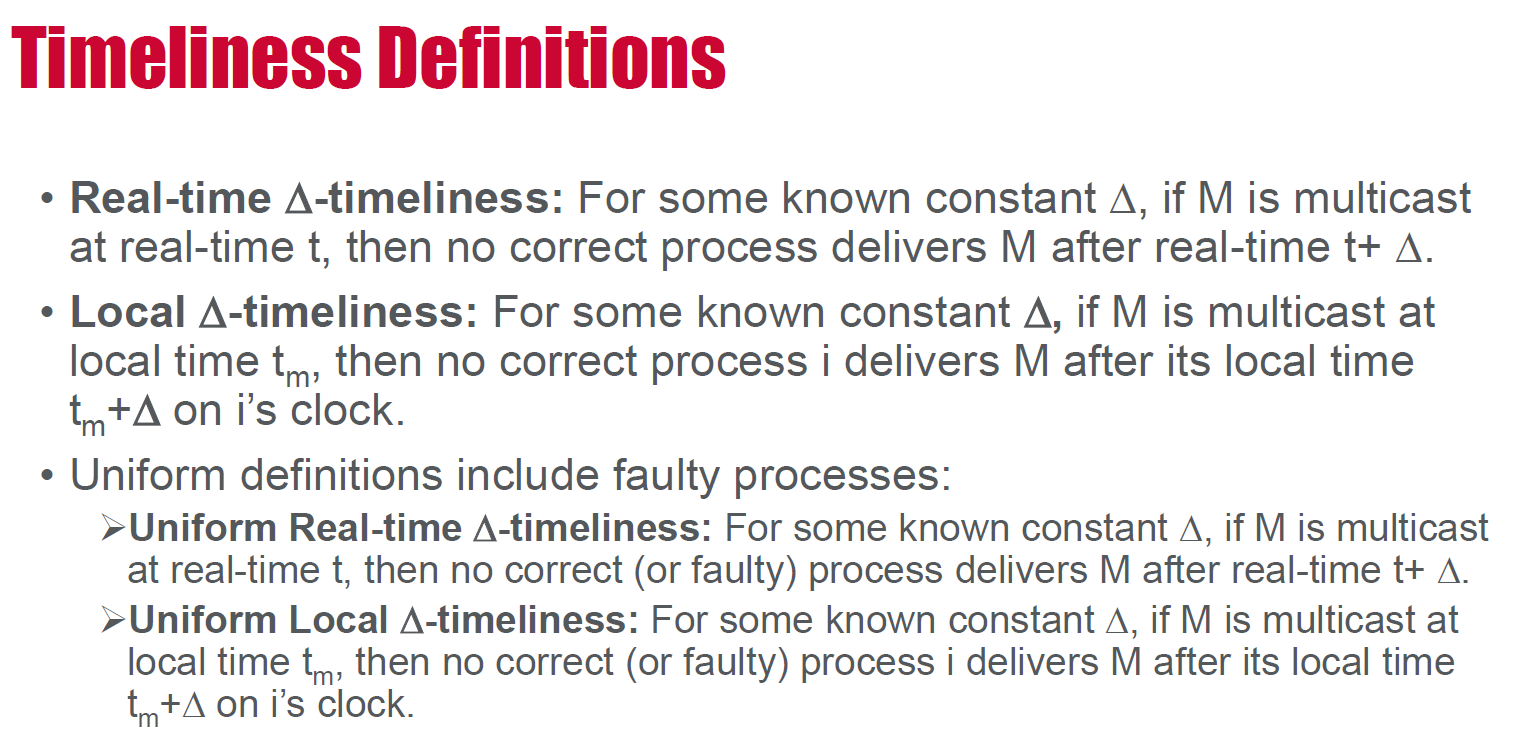 Timeliness Definitions
• Real-time Δ-timeliness: For some known constant Δ, if M is multicast
at real-time t, then no correct process delivers M after real-time t+ Δ.
• Local Δ-timeliness: For some known constant Δ, if M is multicast at
local time tm, then no correct process i delivers M after its local time
tm+Δ on i’s clock.
• Uniform definitions include faulty processes:
➢Uniform Real-time Δ-timeliness: For some known constant Δ, if M is multicast
at real-time t, then no correct (or faulty) process delivers M after real-time t+ Δ.
➢Uniform Local Δ-timeliness: For some known constant Δ, if M is multicast at
local time tm, then no correct (or faulty) process i delivers M after its local time
tm+Δ on i’s clock.